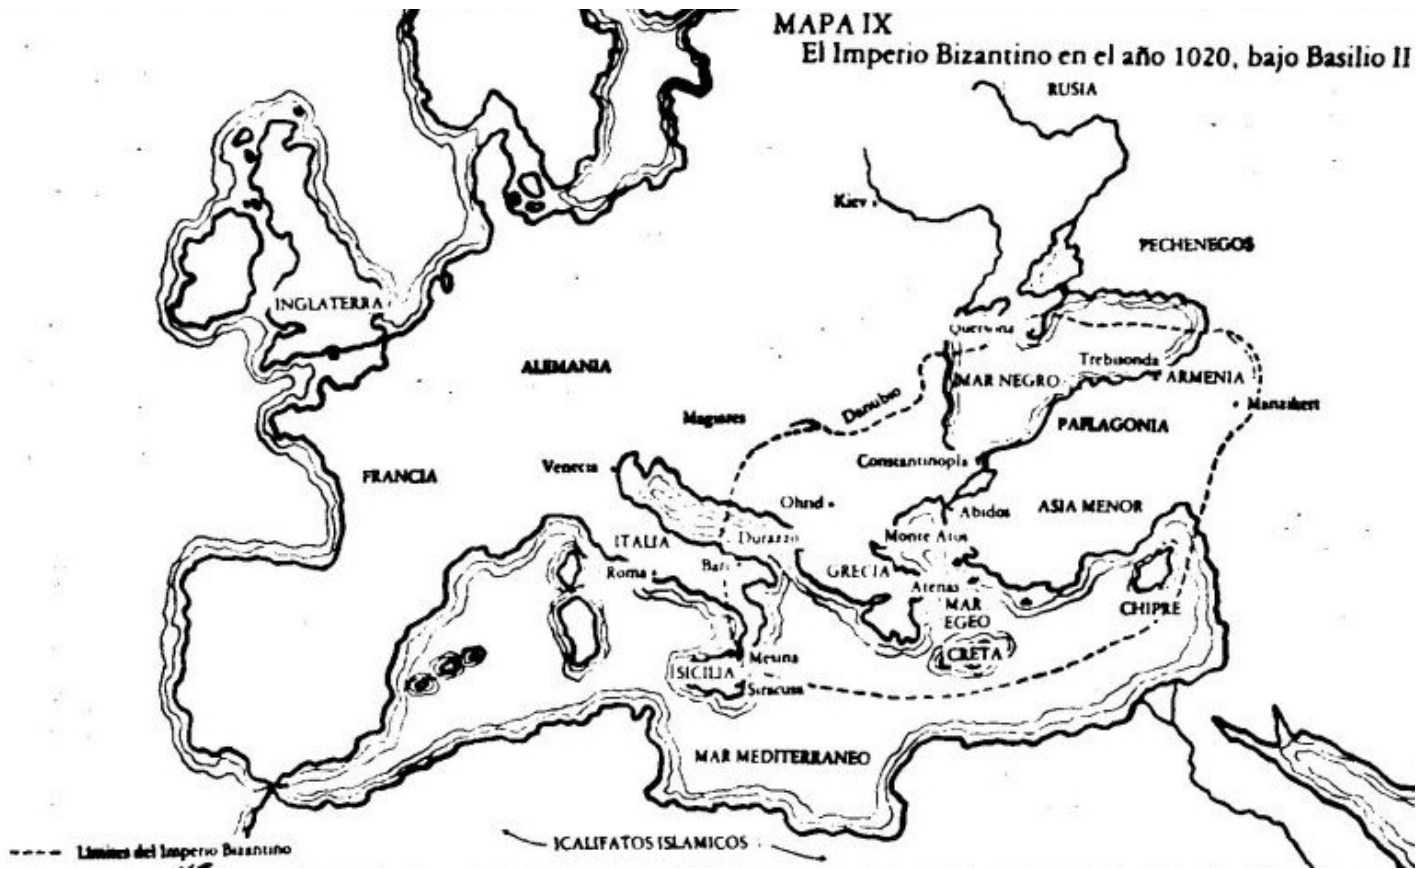 MAPA IX
El Imperio Bizantino en el año 1020, bajo Basilio II
RUSIA
Kiev
PECHENEGOS
INGLATERRA
Quersona
Trebisonda
ALEMANIA
MAR NEGRO
ARMENIA
Danubio
Manzikert
Magiares
PAFLAGONIA
Venecia
Constantinopla
FRANCIA
Ohrid
Abidos
ASIA MENOR
ITALIA
Durazzo
Monte Atos
Roma
Bari
GRECIA
Atenas
MAR
EGEO
CHIPRE
CRETA
Mesina
SICILIA
Siracusa
MAR MEDITERRANEO
CALIFATOS ISLAMICOS
Límites del Imperio Bizantino